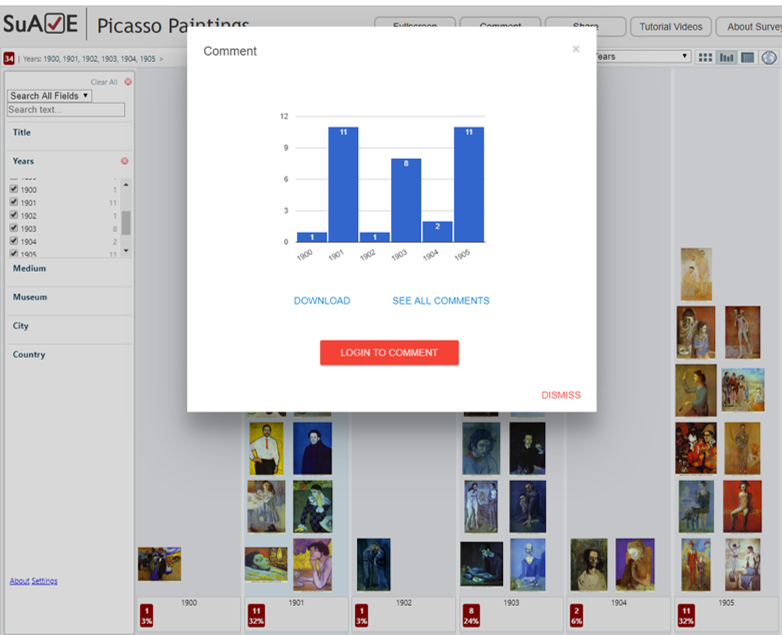 SuAVE
Picasso Paintings
Fullscreen
Comment
Share
Tutorial Videos
About Survey
34 | Years: 1900, 1901, 1902, 1903, 1904, 1905 >
Years
Clear All
Search All Fields
Search text...
Title
Years
1900 1
1901 11
1902 1
1903 8
1904 2
1905 11
Medium
Museum
City
Country
About Settings
Comment
×
12
9
6
3
0
1
11
1
8
2
11
1900
1901
1902
1903
1904
1905
DOWNLOAD
SEE ALL COMMENTS
LOGIN TO COMMENT
DISMISS
1 3% 1900
11 32% 1901
1 3% 1902
8 24% 1903
2 6% 1904
11 32% 1905